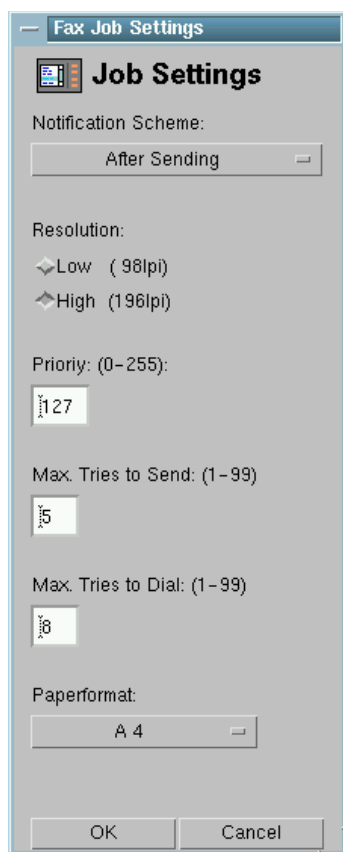 Fax Job Settings
Job Settings
Notification Scheme:
After Sending
Resolution:
Low ( 98lpi)
High (196lpi)
Prioriy: (0-255):
127
Max. Tries to Send: (1-99)
5
Max. Tries to Dial: (1-99)
8
Paperformat:
A 4
OK Cancel